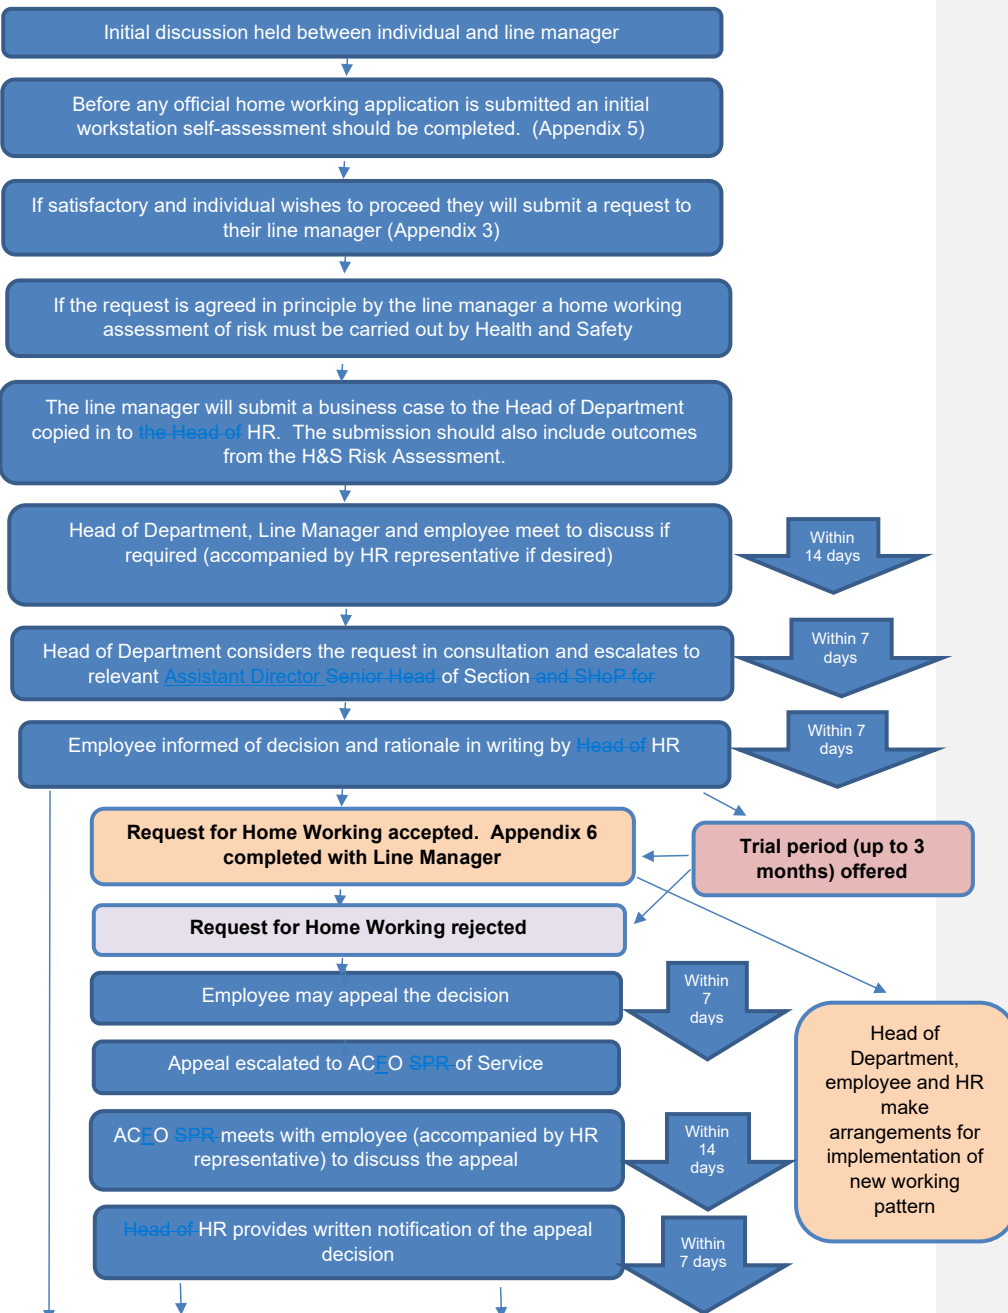 Initial discussion held between individual and line manager
Before any official home working application is submitted an initial
workstation self-assessment should be completed.  (Appendix 5)
If satisfactory and individual wishes to proceed they will submit a request to
their line manager (Appendix 3)
If the request is agreed in principle by the line manager a home working
assessment of risk must be carried out by Health and Safety
The line manager will submit a business case to the Head of Department
copied in to the Head of HR.  The submission should also include outcomes
from the H&S Risk Assessment.
Head of Department, Line Manager and employee meet to discuss if
required (accompanied by HR representative if desired)
Within
14 days
Head of Department considers the request in consultation and escalates to
relevant Assistant Director Senior Head of Section and SHoP for
Within 7
days
Employee informed of decision and rationale in writing by Head of HR
Within 7
days
Request for Home Working accepted.  Appendix 6
completed with Line Manager
Trial period (up to 3
months) offered
Request for Home Working rejected
Employee may appeal the decision
Within
7
days
Appeal escalated to ACFO SPR of Service
ACFO SPR meets with employee (accompanied by HR
representative) to discuss the appeal
Within
14
days
Head of
Department,
employee and HR
make
arrangements for
implementation of
new working
pattern
Head of HR provides written notification of the appeal
decision
Within
7 days